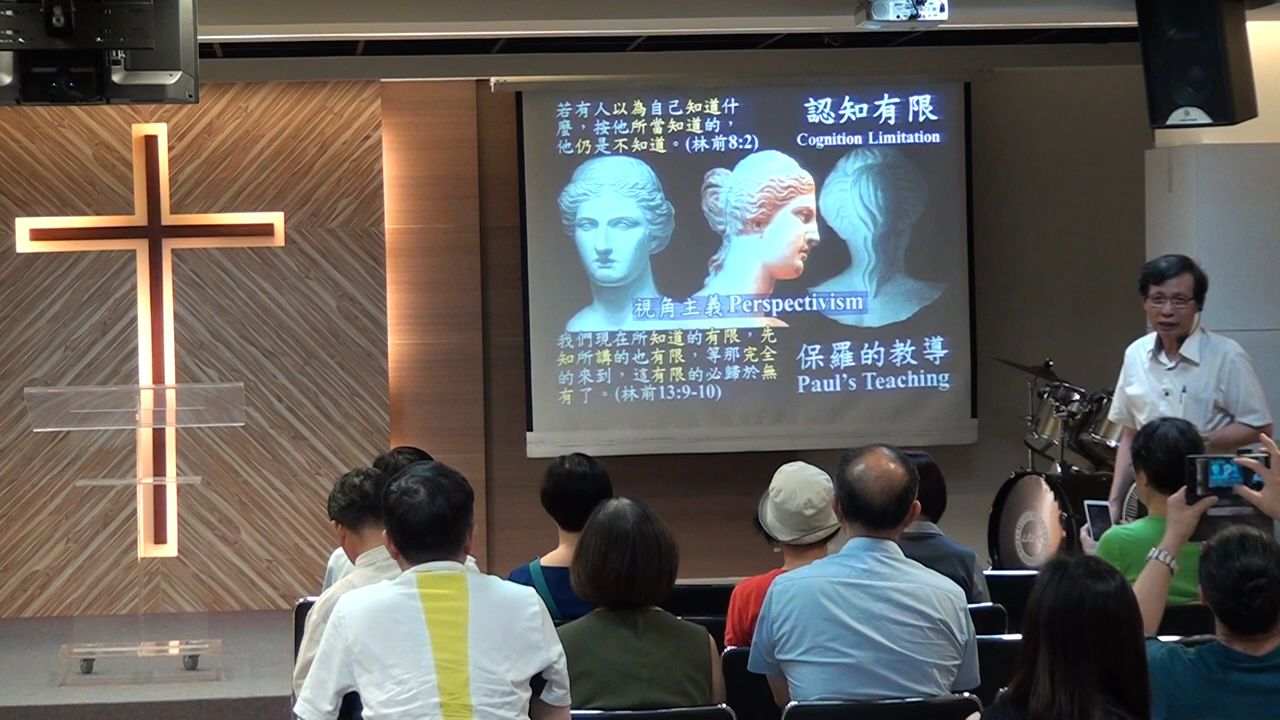 若有人以為自己知道什
麼，按他所當知道的，
他仍是不知道。(林前8:2)
認知有限
Cognition Limitation
視角主義 Perspectivism
我們現在所知道的有限，先
知所講的也有限，等那完全
的來到，這有限的必歸於無
有了。(林前13:9-10)
保羅的教導
Paul's Teaching